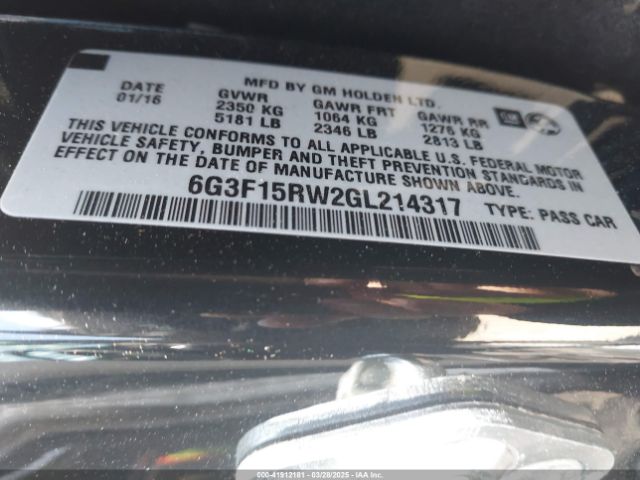 MFD BY GM HOLDEN LTD.
DATE GVWR GAWR FRT GAWR RR
01/16 2350 KG 1064 KG 1276 KG
5181 LB 2346 LB 2813 LB
THIS VEHICLE CONFORMS TO ALL APPLICABLE U.S. FEDERAL MOTOR
VEHICLE SAFETY, BUMPER AND THEFT PREVENTION STANDARDS IN
EFFECT ON THE DATE OF MANUFACTURE SHOWN ABOVE.
6G3F15RW2GL214317 TYPE: PASS CAR
000-41912181 | 03/28/2025 | IAAHOLDINGS, LLC.